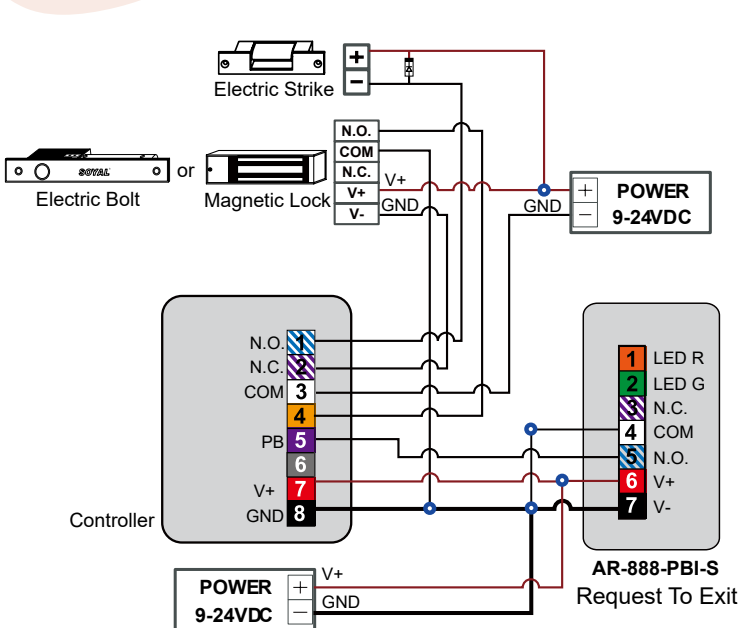 +
−
Electric Strike
N.O.
COM
N.C.
V+
V-
SOYAL
or
Electric Bolt
Magnetic Lock
V+
GND
GND
+
−
POWER
9-24VDC
N.O. 1
N.C. 2
COM 3
4
PB 5
6
V+ 7
GND 8
Controller
1 LED R
2 LED G
3 N.C.
4 COM
5 N.O.
6 V+
7 V-
AR-888-PBI-S
Request To Exit
POWER
9-24VDC
+
−
V+
GND